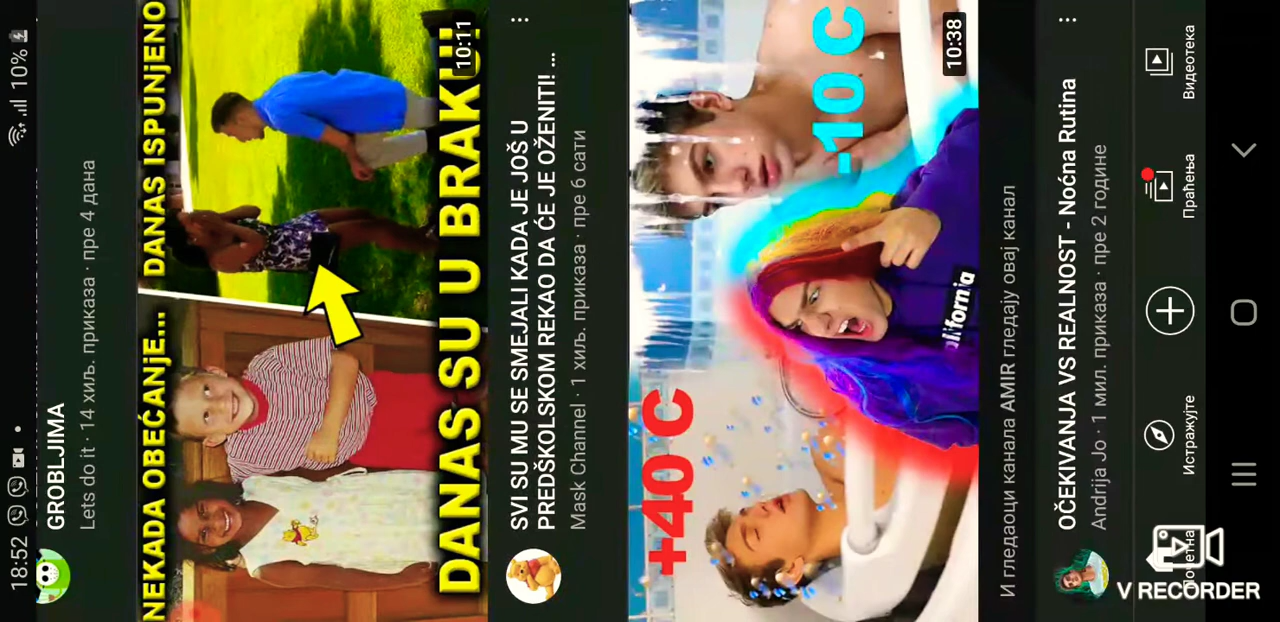 18:52
10%
GROBLJIMA
Lets do it · 14 хиљ. приказа · пре 4 дана
NEKADA OBEĆANJE... DANAS ISPUNJENO
DANAS SU U BRAKU!!
10:11
SVI SU MU SE SMEJALI KADA JE JOŠ U
PREDŠKOLSKOM REKAO DA ĆE JE OŽENITI! ...
Mask Channel · 1 хиљ. приказа · пре 6 сати
+40 C
-10 C
alifornia
10:38
И гледаоци канала AMIR гледају овај канал
OČEKIVANJA VS REALNOST - Noćna Rutina
Andrija Jo · 1 мил. приказа · пре 2 године
Почетна
Истражујте
Праћења
Видеотека
V RECORDER